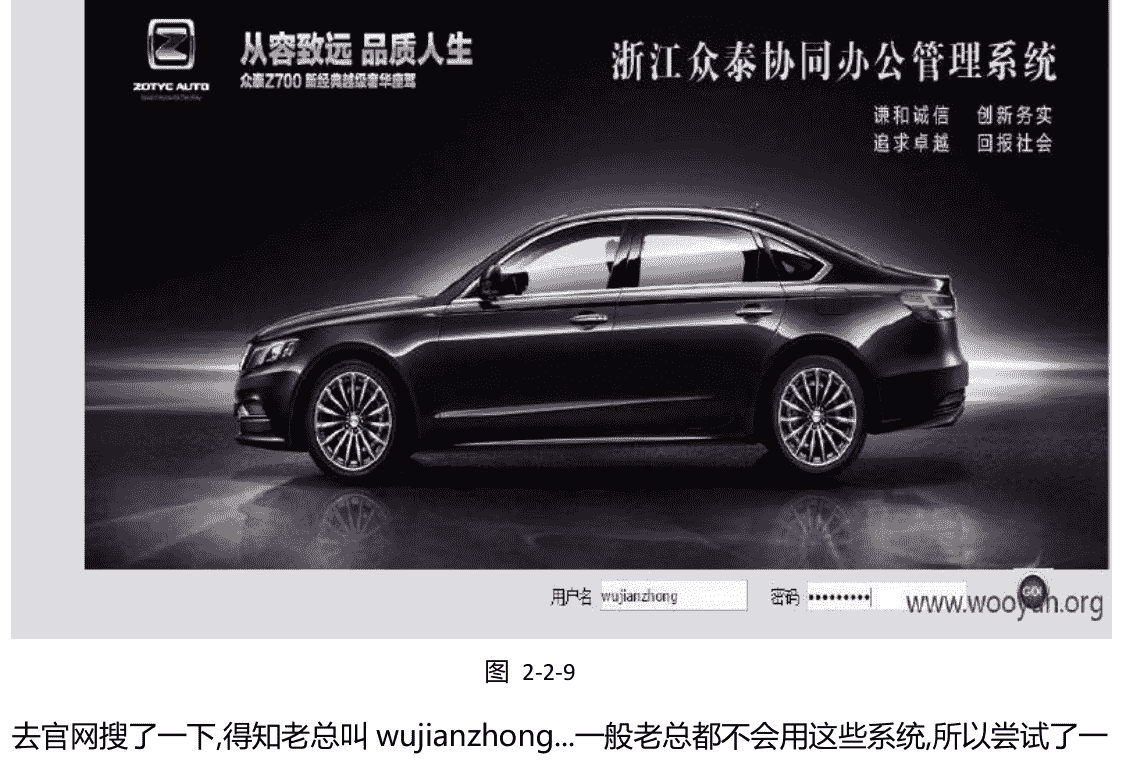 从容致远 品质人生
众泰Z700 新经典越级奢华座驾
ZOTYE AUTO
浙江众泰协同办公管理系统
谦和诚信 创新务实
追求卓越 回报社会
用户名 wujianzhong 密码 •••••••••
GO!
www.wooyun.org
图 2-2-9
去官网搜了一下,得知老总叫 wujianzhong...一般老总都不会用这些系统,所以尝试了一